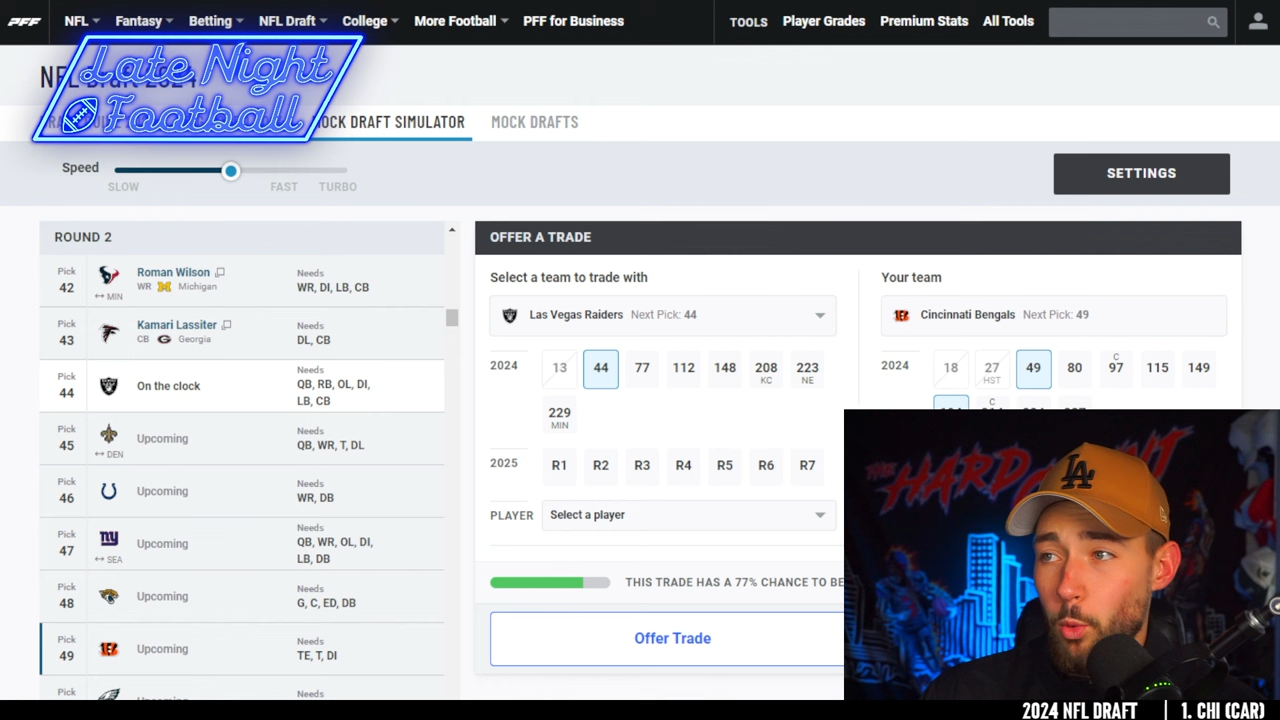 PFF
NFL
Fantasy
Betting
NFL Draft
College
More Football
PFF for Business
TOOLS
Player Grades
Premium Stats
All Tools
NFL Draft 2024
Late Night
Football
MOCK DRAFT SIMULATOR
MOCK DRAFTS
Speed
SLOW
FAST
TURBO
SETTINGS
ROUND 2
Pick
42
↔ MIN
Roman Wilson
WR Michigan
Needs
WR, DI, LB, CB
Pick
43
Kamari Lassiter
CB Georgia
Needs
DL, CB
Pick
44
On the clock
Needs
QB, RB, OL, DI,
LB, CB
Pick
45
↔ DEN
Upcoming
Needs
QB, WR, T, DL
Pick
46
Upcoming
Needs
WR, DB
Pick
47
↔ SEA
Upcoming
Needs
QB, WR, OL, DI,
LB, DB
Pick
48
Upcoming
Needs
G, C, ED, DB
Pick
49
Upcoming
Needs
TE, T, DI
Pick
Needs
OFFER A TRADE
Select a team to trade with
Las Vegas Raiders Next Pick: 44
2024
13
44
77
112
148
208
KC
223
NE
229
MIN
2025
R1
R2
R3
R4
R5
R6
R7
PLAYER
Select a player
THIS TRADE HAS A 77% CHANCE TO BE
Offer Trade
Your team
Cincinnati Bengals Next Pick: 49
2024
18
27
HST
49
80
C
97
115
149
C
THE HARDCOUNT
LA
2024 NFL DRAFT | 1. CHI (CAR)